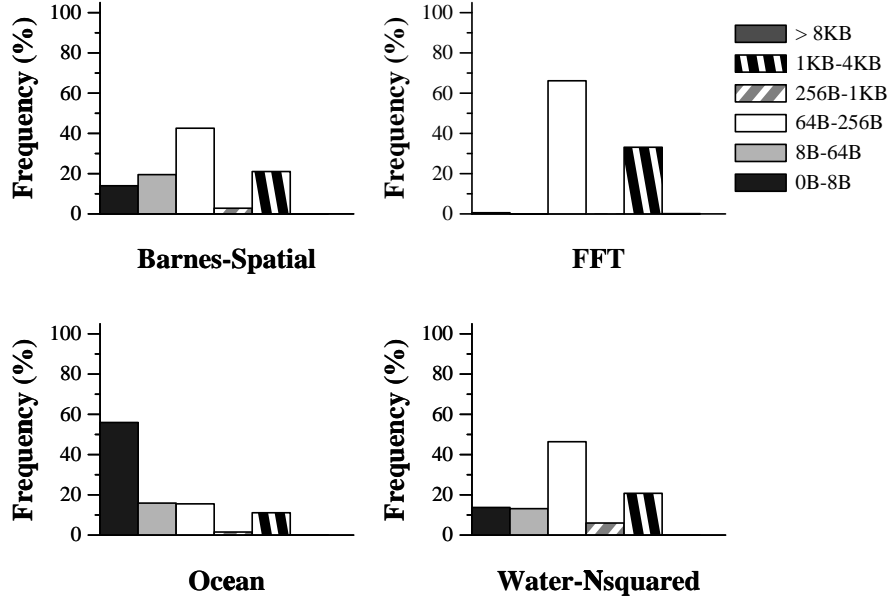 Frequency (%)
100
80
60
40
20
0
Barnes-Spatial
Frequency (%)
100
80
60
40
20
0
FFT
> 8KB
1KB-4KB
256B-1KB
64B-256B
8B-64B
0B-8B
Frequency (%)
100
80
60
40
20
0
Ocean
Frequency (%)
100
80
60
40
20
0
Water-Nsquared